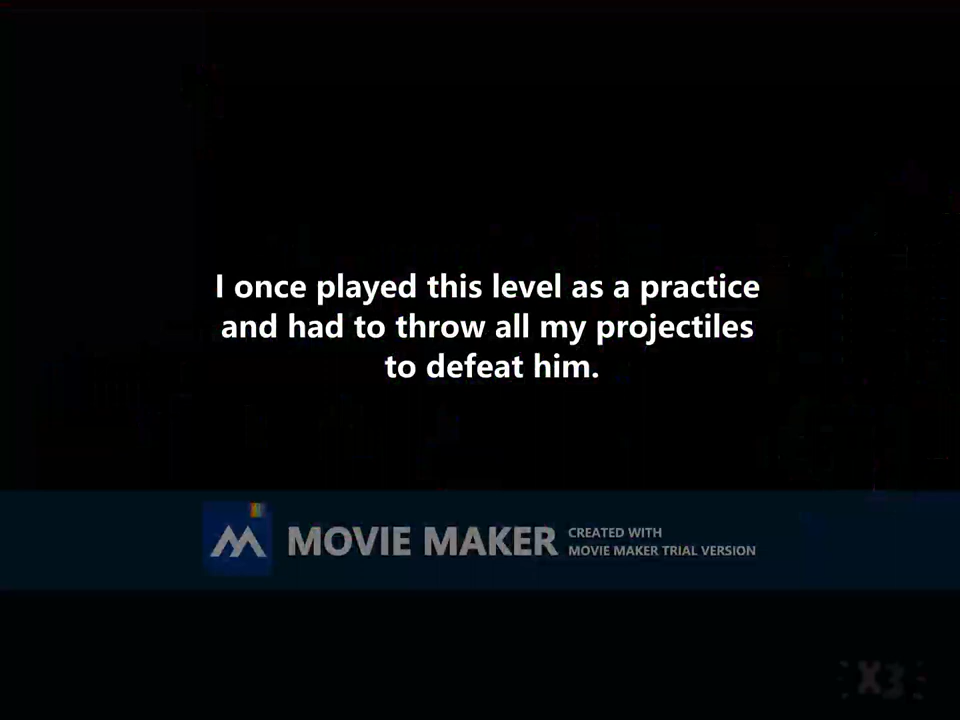 I once played this level as a practice
and had to throw all my projectiles
to defeat him.
MOVIE MAKER
CREATED WITH
MOVIE MAKER TRIAL VERSION
X3